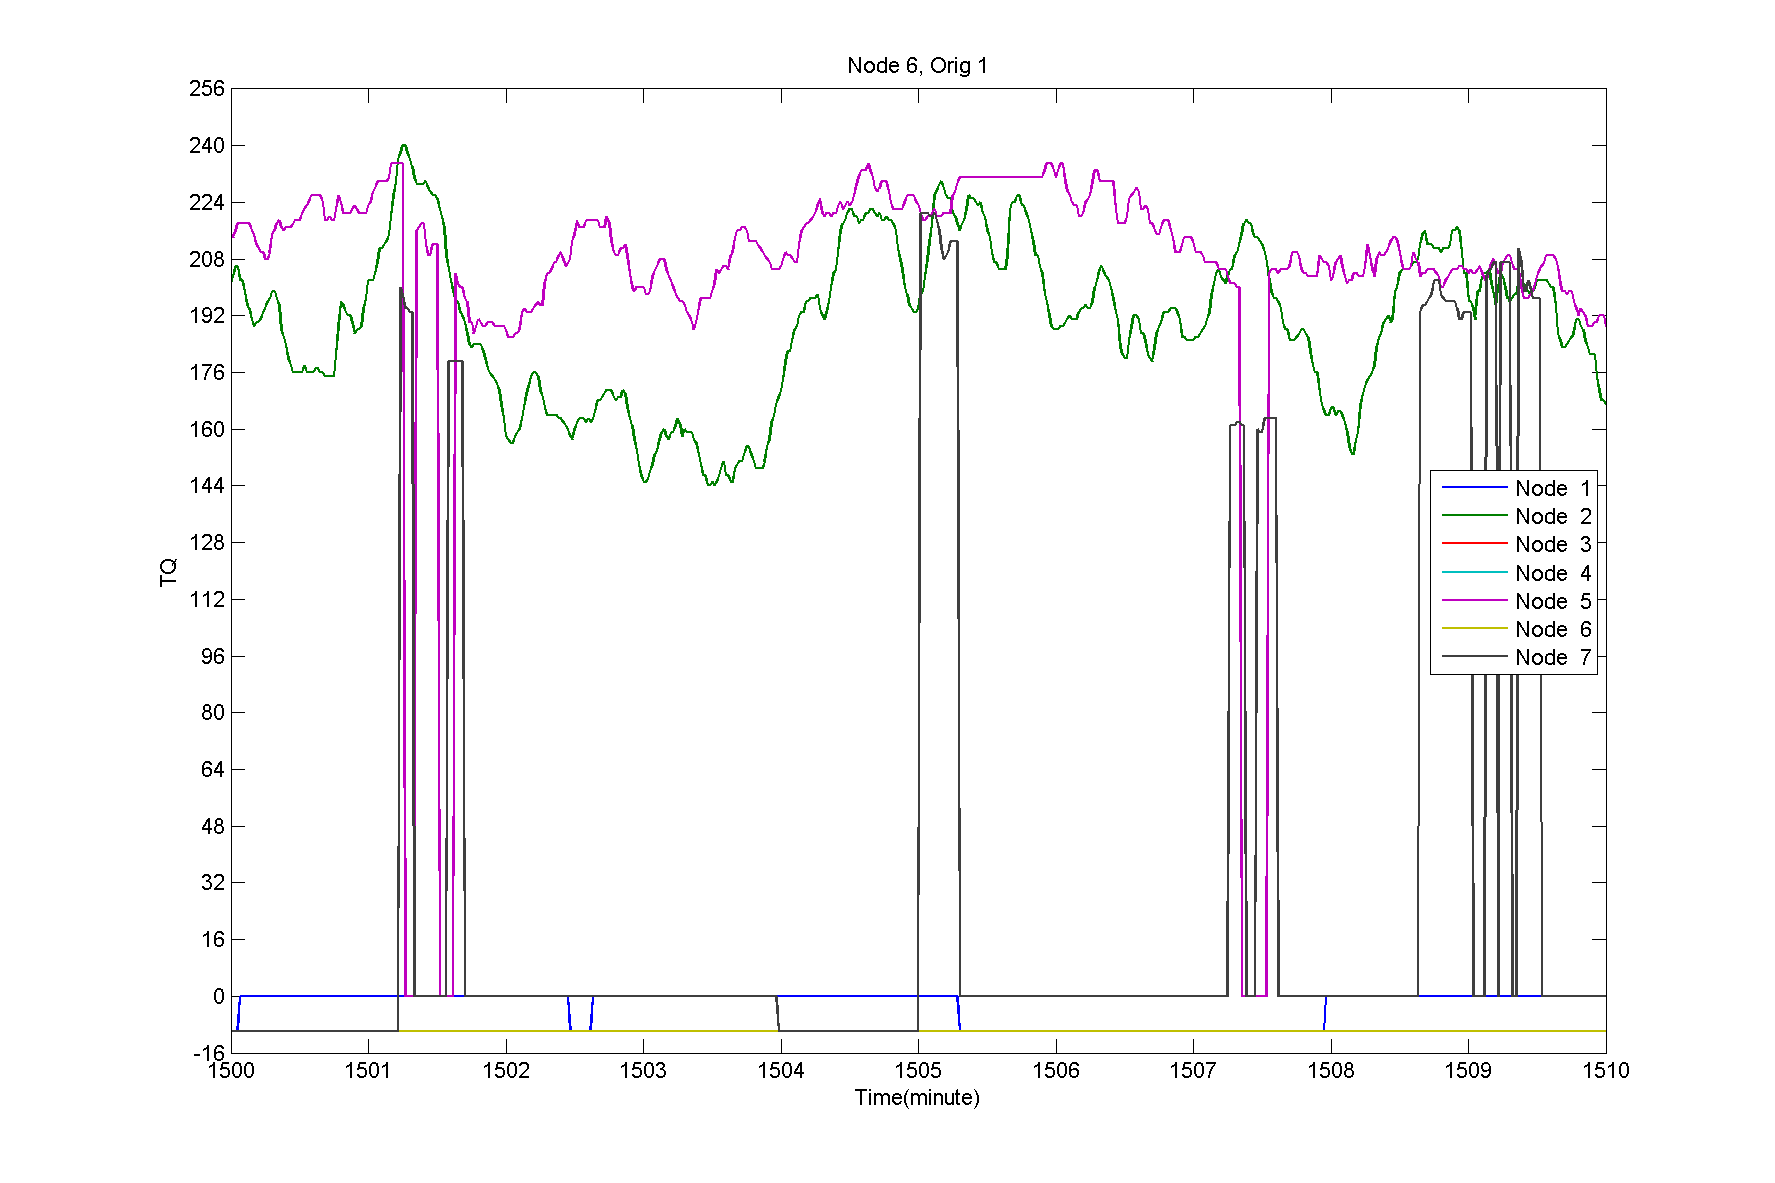 Node 6, Orig 1
256
240
224
208
192
176
160
144
128
112
96
80
64
48
32
16
0
-16
TQ
Node 1
Node 2
Node 3
Node 4
Node 5
Node 6
Node 7
1500 1501 1502 1503 1504 1505 1506 1507 1508 1509 1510
Time(minute)